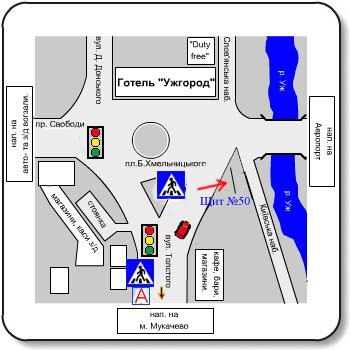 вул. Д. Донського
"Duty
free"
Слов'янська наб.
р. Уж
Готель "Ужгород"
нап. на
авто- та з/д вокзали.
пр. Свободи
нап. на
Аеропорт
пл.Б.Хмельницького
Щит №50
р. Уж
стоянка
магазини, каси з/д
вул. Толстого
Київська наб.
кафе, бари,
магазини.
А
нап. на
м. Мукачево